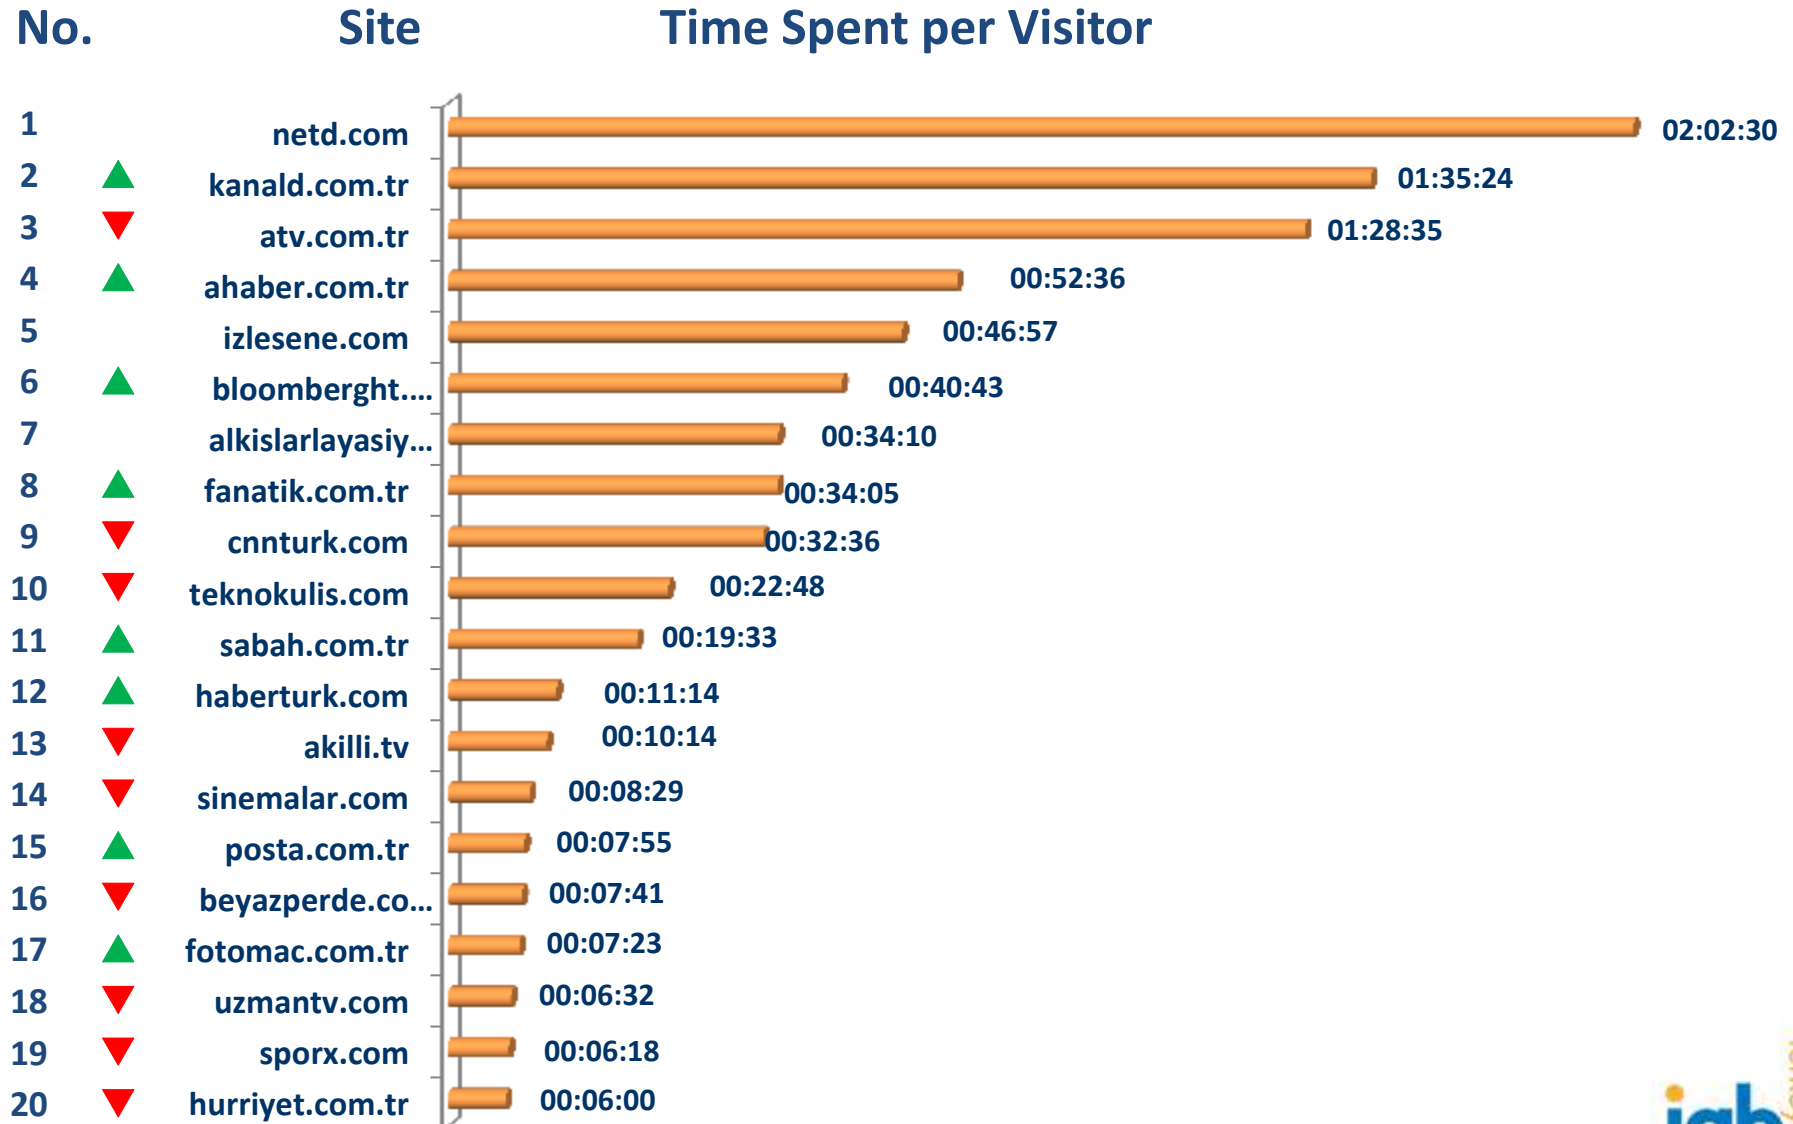 No. Site Time Spent per Visitor
1 netd.com 02:02:30
2 kanald.com.tr 01:35:24
3 atv.com.tr 01:28:35
4 ahaber.com.tr 00:52:36
5 izlesene.com 00:46:57
6 bloomberght.... 00:40:43
7 alkislarlayasiy... 00:34:10
8 fanatik.com.tr 00:34:05
9 cnnturk.com 00:32:36
10 teknokulis.com 00:22:48
11 sabah.com.tr 00:19:33
12 haberturk.com 00:11:14
13 akilli.tv 00:10:14
14 sinemalar.com 00:08:29
15 posta.com.tr 00:07:55
16 beyazperde.co... 00:07:41
17 fotomac.com.tr 00:07:23
18 uzmantv.com 00:06:32
19 sporx.com 00:06:18
20 hurriyet.com.tr 00:06:00